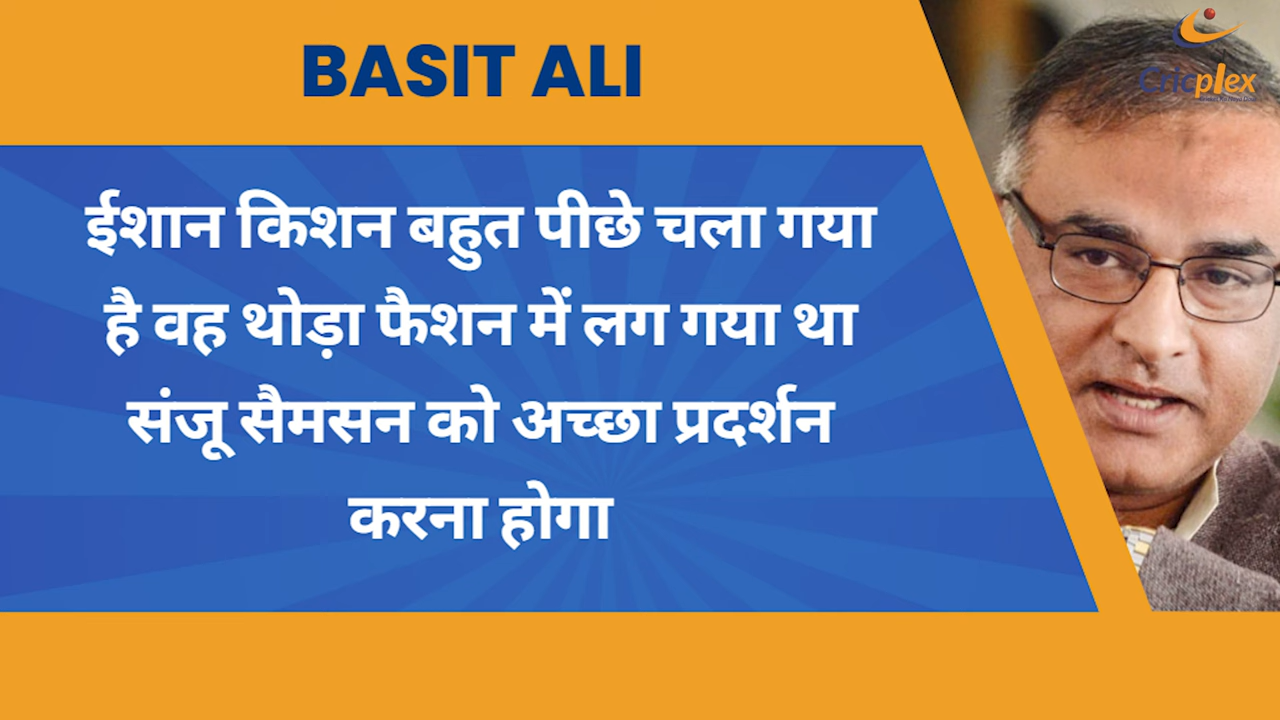 BASIT ALI
Cricplex
ईशान किशन बहुत पीछे चला गया
है वह थोड़ा फैशन में लग गया था
संजू सैमसन को अच्छा प्रदर्शन
करना होगा